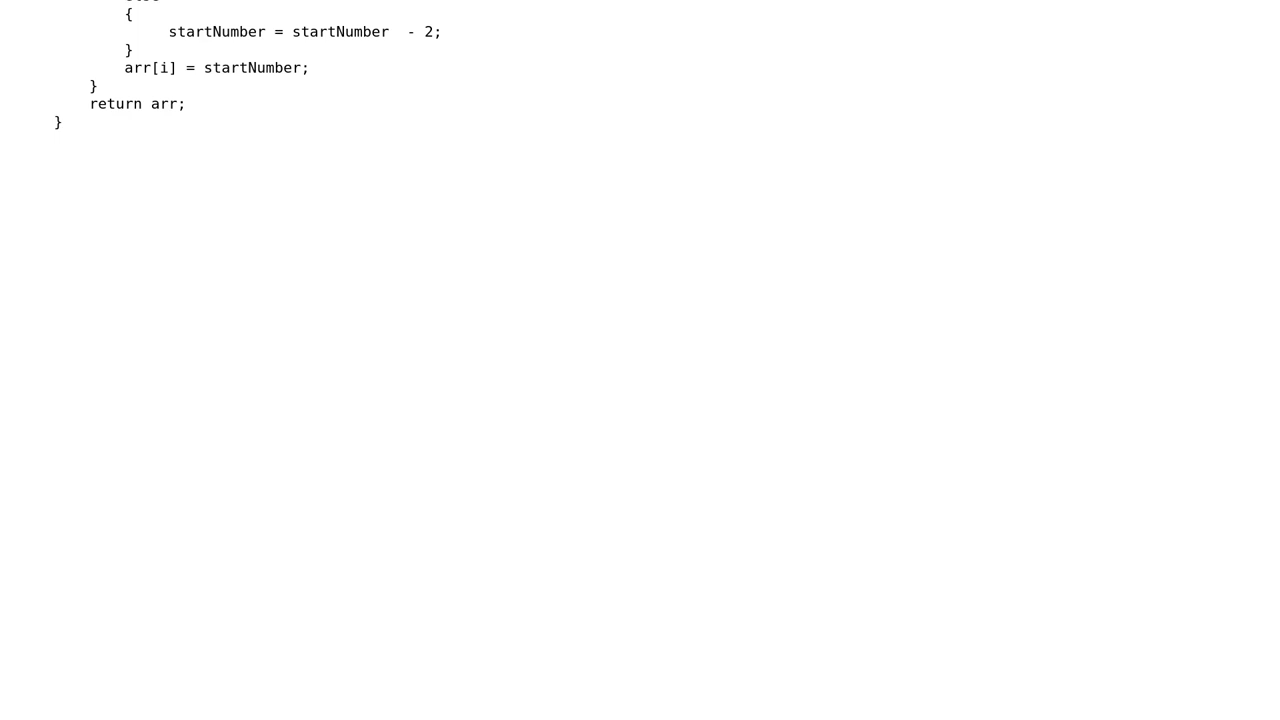 {
startNumber = startNumber  - 2;
}
arr[i] = startNumber;
}
return arr;
}